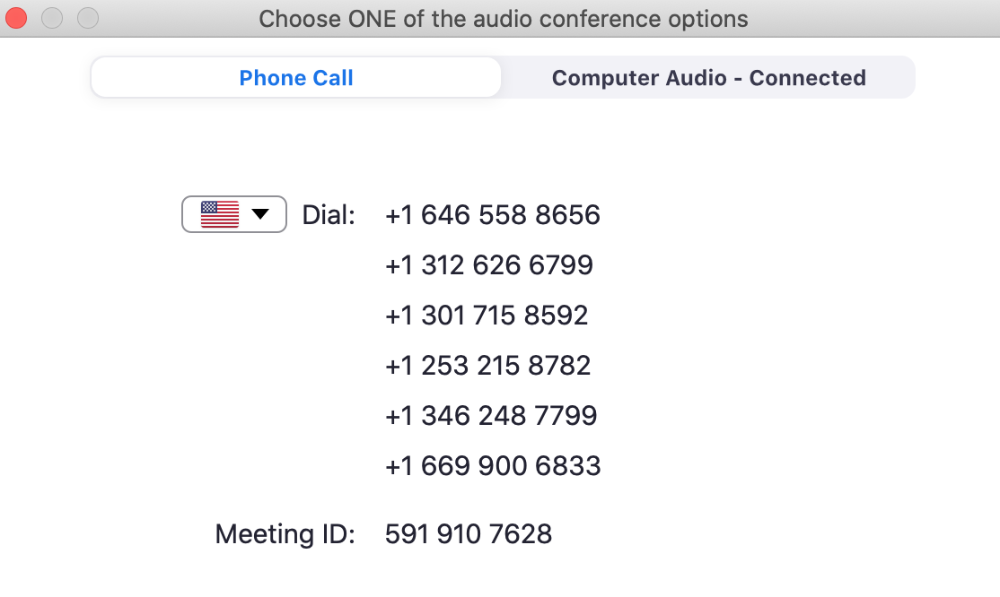 Choose ONE of the audio conference options
Phone Call Computer Audio - Connected
Dial: +1 646 558 8656
+1 312 626 6799
+1 301 715 8592
+1 253 215 8782
+1 346 248 7799
+1 669 900 6833
Meeting ID: 591 910 7628